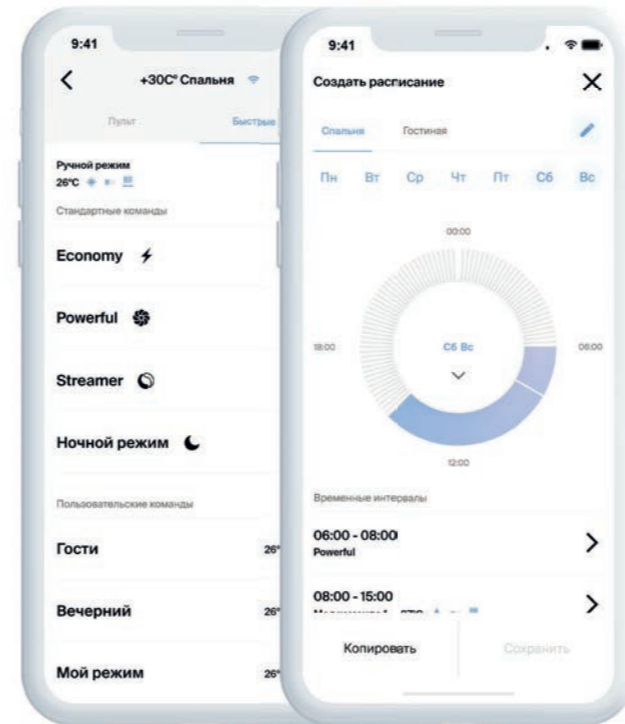 9:41
+30C° Спальня
Пульт
Быстрые
Ручной режим
26°C
Стандартные команды
Economy
Powerful
Streamer
Ночной режим
Пользовательские команды
Гости
26°
Вечерний
26°
Мой режим
26°
9:41
Создать расписание
Спальня Гостиная
Пн Вт Ср Чт Пт Сб Вс
00:00
18:00
Сб Вс
06:00
12:00
Временные интервалы
06:00 - 08:00
Powerful
08:00 - 15:00
Копировать
Сохранить